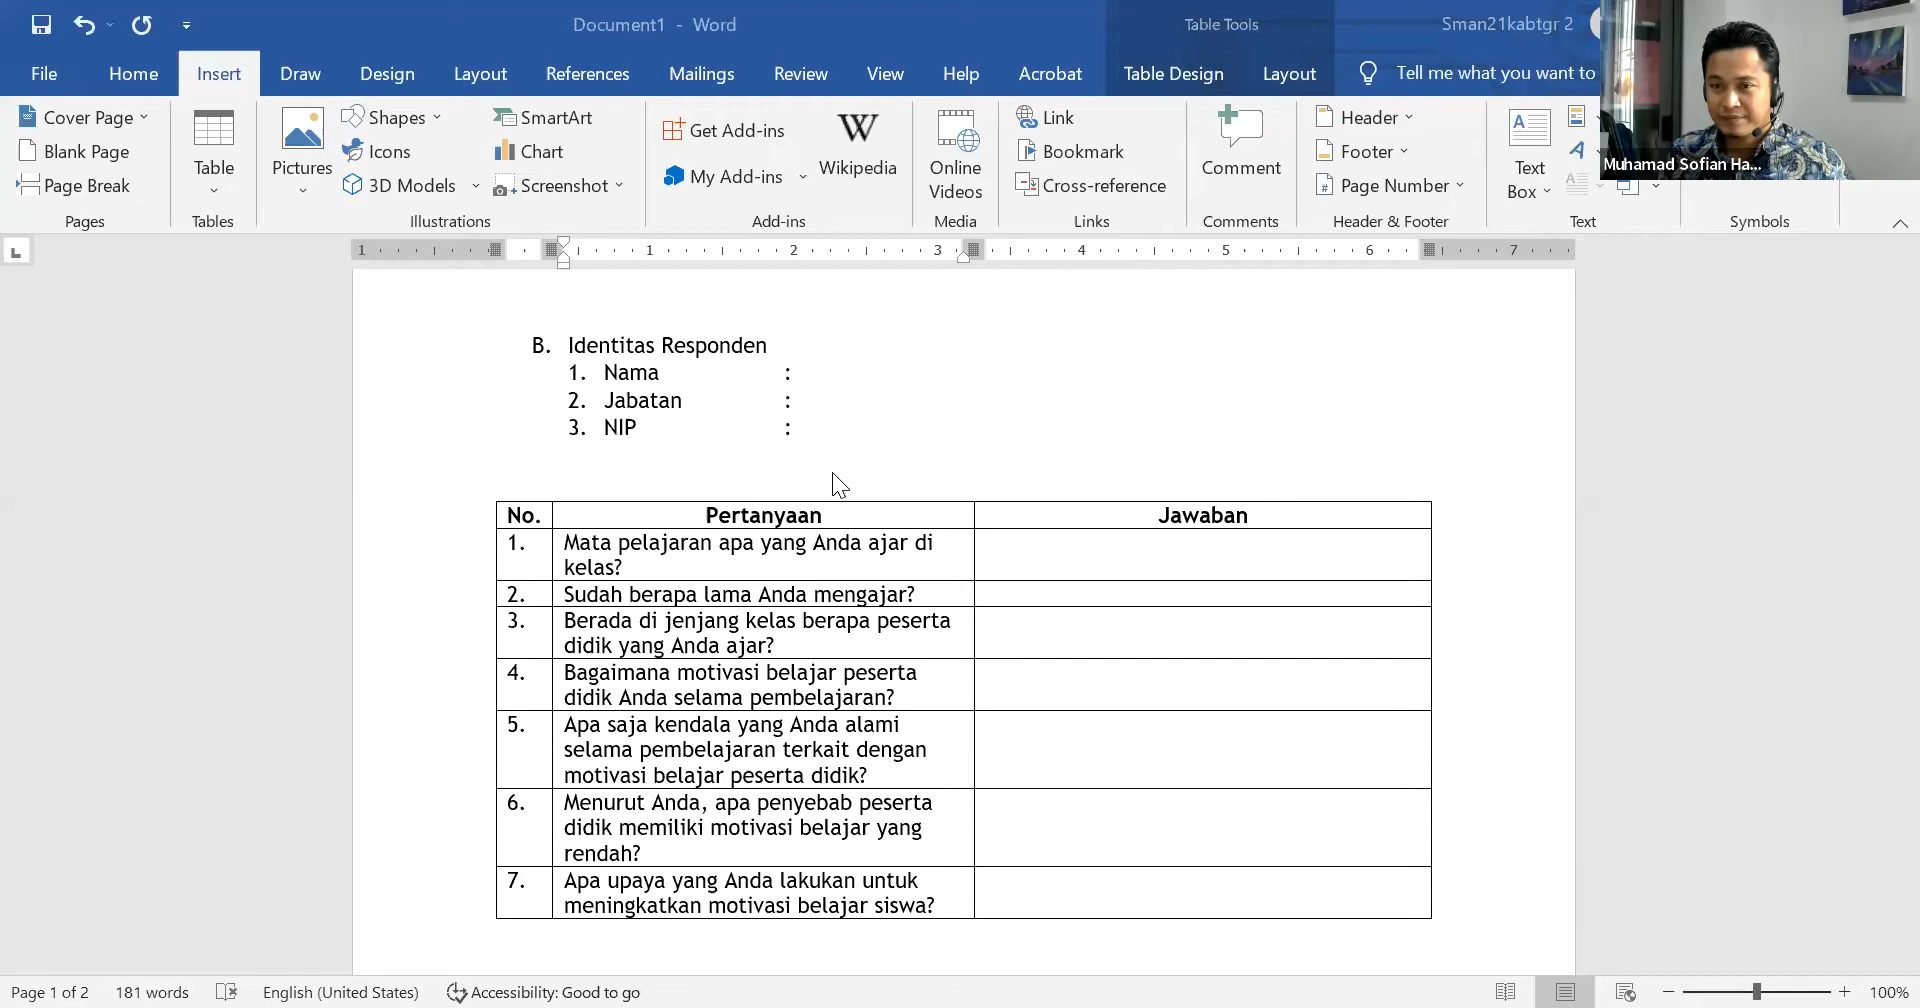 Document1 - Word
Table Tools
Sman21kabtgr 2
File Home Insert Draw Design Layout References Mailings Review View Help Acrobat Table Design Layout Tell me what you want to
Cover Page
Blank Page
Page Break
Pages
Table
Tables
Pictures
Shapes
Icons
3D Models
SmartArt
Chart
Screenshot
Illustrations
Get Add-ins
My Add-ins
W
Wikipedia
Add-ins
Online
Videos
Media
Link
Bookmark
Cross-reference
Links
Comment
Comments
Header
Footer
Page Number
Header & Footer
Text
Box
Text
Symbols
Muhamad Sofian Ha...
1 1 2 3 4 5 6 7
B. Identitas Responden
1. Nama :
2. Jabatan :
3. NIP :
No. Pertanyaan Jawaban
1. Mata pelajaran apa yang Anda ajar di
kelas?
2. Sudah berapa lama Anda mengajar?
3. Berada di jenjang kelas berapa peserta
didik yang Anda ajar?
4. Bagaimana motivasi belajar peserta
didik Anda selama pembelajaran?
5. Apa saja kendala yang Anda alami
selama pembelajaran terkait dengan
motivasi belajar peserta didik?
6. Menurut Anda, apa penyebab peserta
didik memiliki motivasi belajar yang
rendah?
7. Apa upaya yang Anda lakukan untuk
meningkatkan motivasi belajar siswa?
Page 1 of 2 181 words English (United States) Accessibility: Good to go 100%